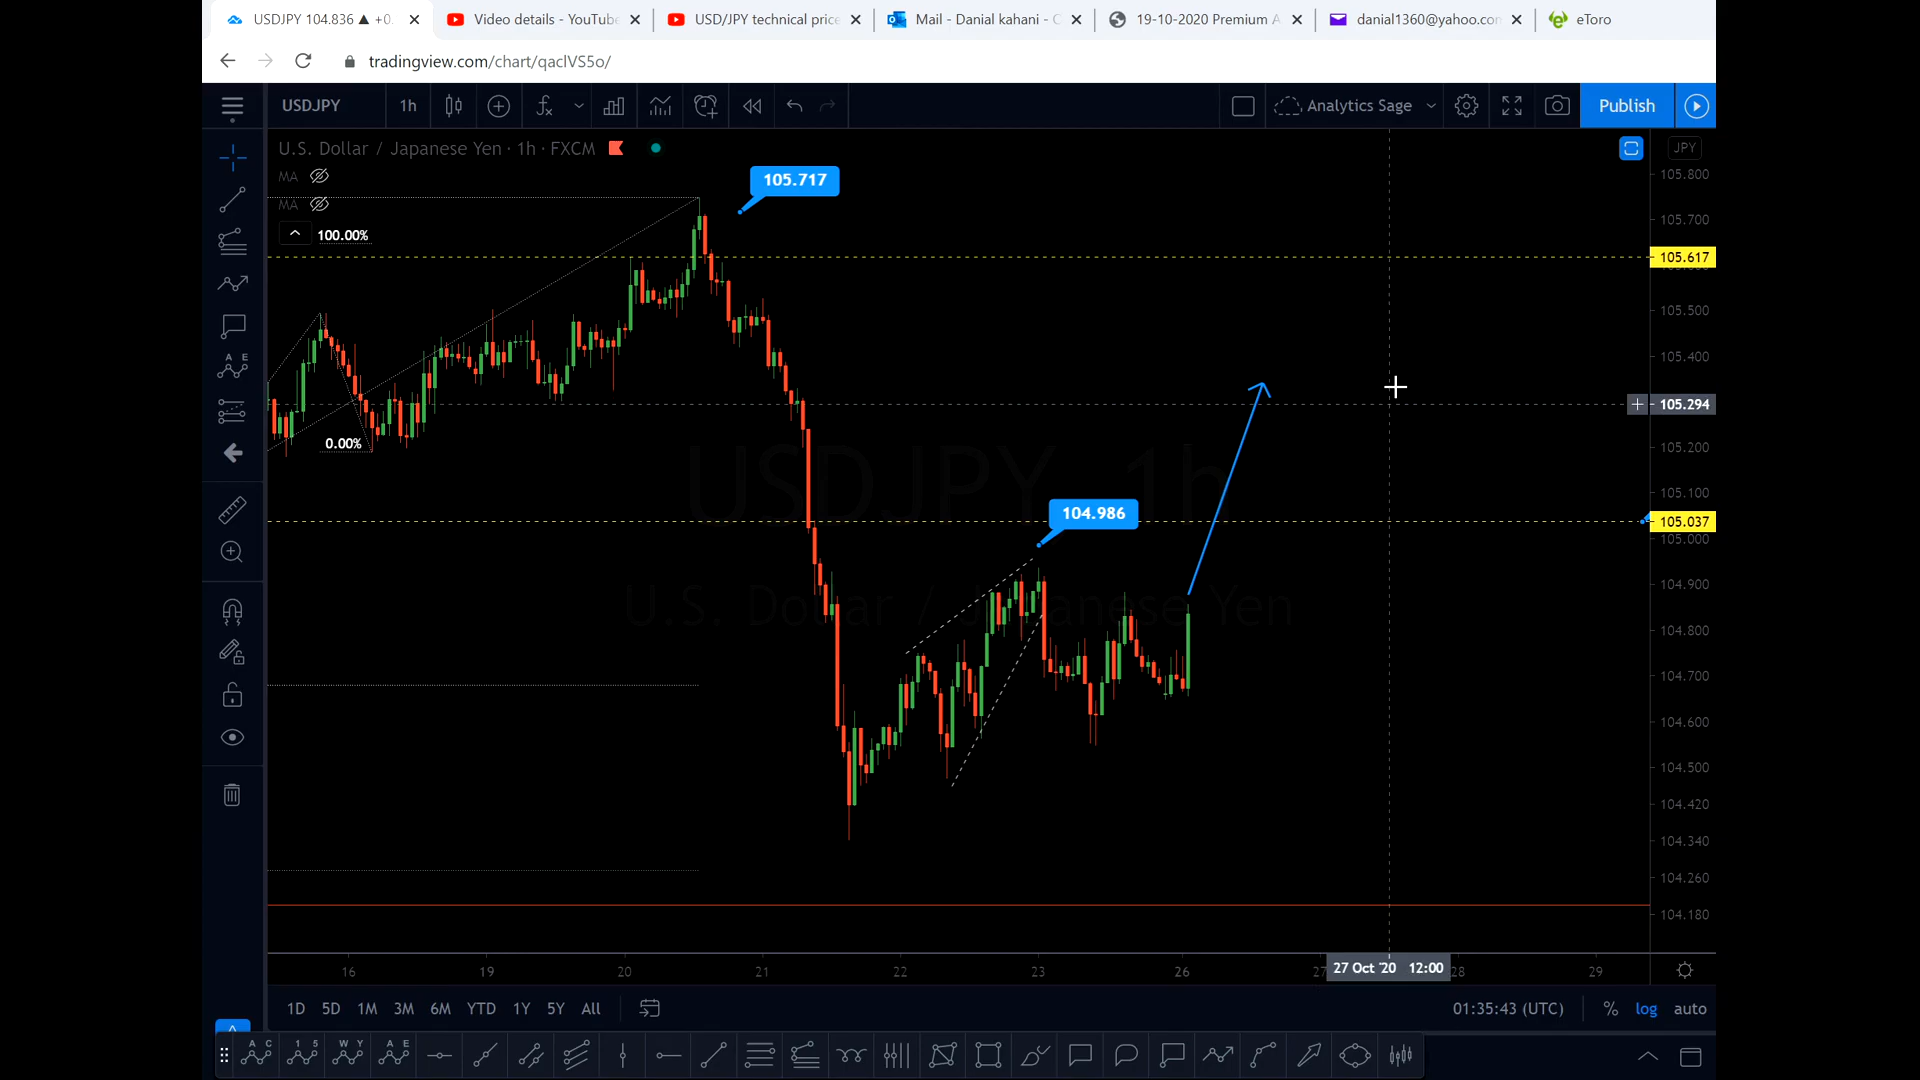 USDJPY 104.836 ▲ +0.
Video details - YouTube
USD/JPY technical price
Mail - Danial kahani - O
19-10-2020 Premium A
danial1360@yahoo.com
eToro
tradingview.com/chart/qaclVS5o/
USDJPY
1h
Analytics Sage
Publish
U.S. Dollar / Japanese Yen · 1h · FXCM
JPY
MA
MA
100.00%
0.00%
105.717
104.986
USDJPY, 1h
U.S. Dollar / Japanese Yen
105.800
105.700
105.617
105.500
105.400
105.294
105.200
105.100
105.037
105.000
104.900
104.800
104.700
104.600
104.500
104.420
104.340
104.260
104.180
16 19 20 21 22 23 26 27 27 Oct '20 12:00 28 29
1D 5D 1M 3M 6M YTD 1Y 5Y All
01:35:43 (UTC) % log auto
A C
1 5
W Y
A E